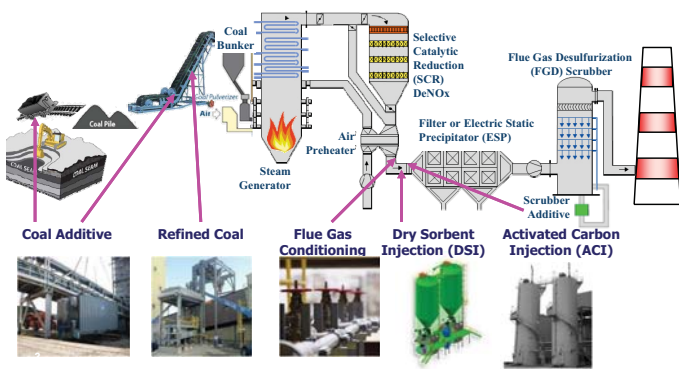 Coal
Bunker
Selective
Catalytic
Reduction
(SCR)
DeNOx
Flue Gas Desulfurization
(FGD) Scrubber
Coal Pulverizer
Air
Coal Pile
Filter or Electric Static
Precipitator (ESP)
Air
Preheater
COAL SEAM
Steam
Generator
Scrubber
Additive
Coal Additive
Refined Coal
Flue Gas
Conditioning
Dry Sorbent
Injection (DSI)
Activated Carbon
Injection (ACI)